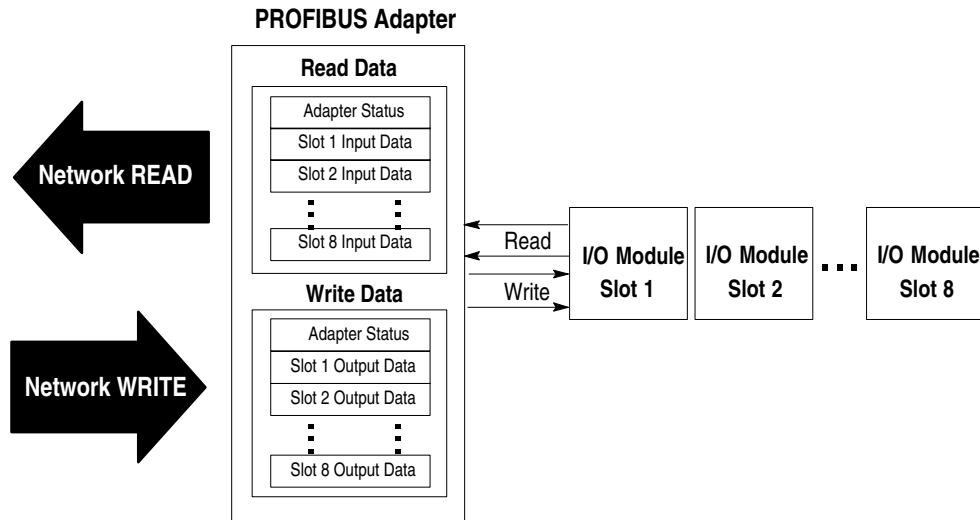 PROFIBUS Adapter
Read Data
Adapter Status
Slot 1 Input Data
Slot 2 Input Data
Slot 8 Input Data
Network READ
Read
Write
I/O Module
Slot 1
I/O Module
Slot 2
I/O Module
Slot 8
Write Data
Adapter Status
Slot 1 Output Data
Slot 2 Output Data
Slot 8 Output Data
Network WRITE